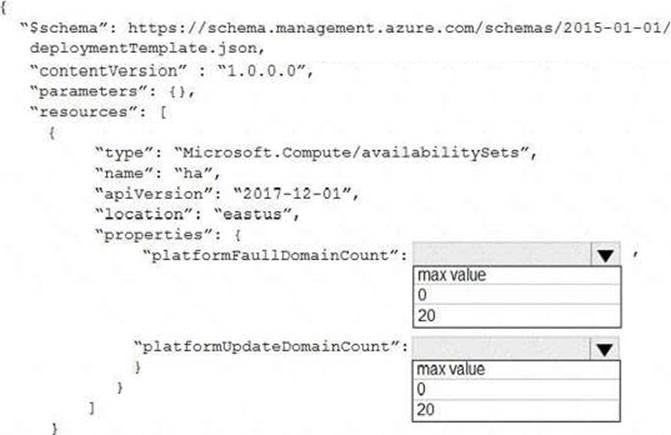 {
“$schema”: https://schema.management.azure.com/schemas/2015-01-01/
deploymentTemplate.json,
“contentVersion” : “1.0.0.0”,
“parameters”: {},
“resources”: [
{
“type”: “Microsoft.Compute/availabilitySets”,
“name”: “ha”,
“apiVersion”: “2017-12-01”,
“location”: “eastus”,
“properties”: {
“platformFaullDomainCount”: ,
max value
0
20
“platformUpdateDomainCount”:
max value
0
20
}
}
]
}